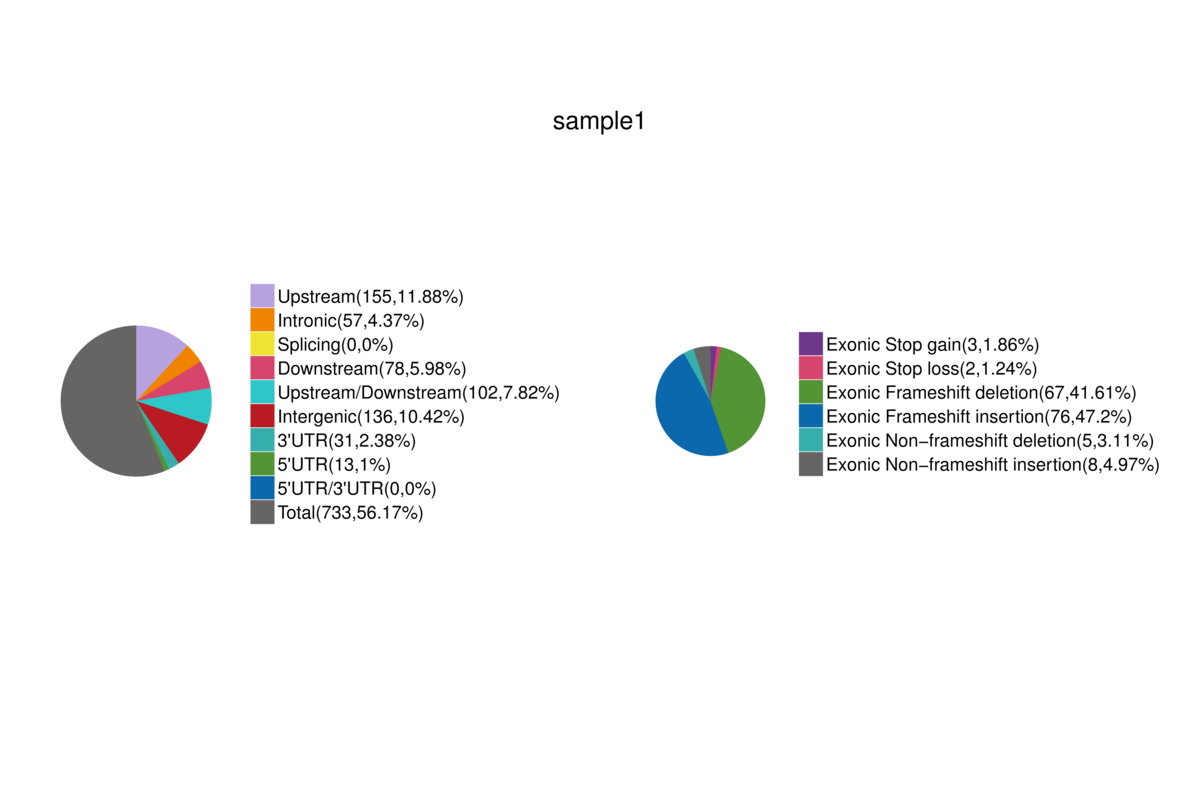 sample1
Upstream(155,11.88%)
Intronic(57,4.37%)
Splicing(0,0%)
Downstream(78,5.98%)
Upstream/Downstream(102,7.82%)
Intergenic(136,10.42%)
3'UTR(31,2.38%)
5'UTR(13,1%)
5'UTR/3'UTR(0,0%)
Total(733,56.17%)
Exonic Stop gain(3,1.86%)
Exonic Stop loss(2,1.24%)
Exonic Frameshift deletion(67,41.61%)
Exonic Frameshift insertion(76,47.2%)
Exonic Non−frameshift deletion(5,3.11%)
Exonic Non−frameshift insertion(8,4.97%)